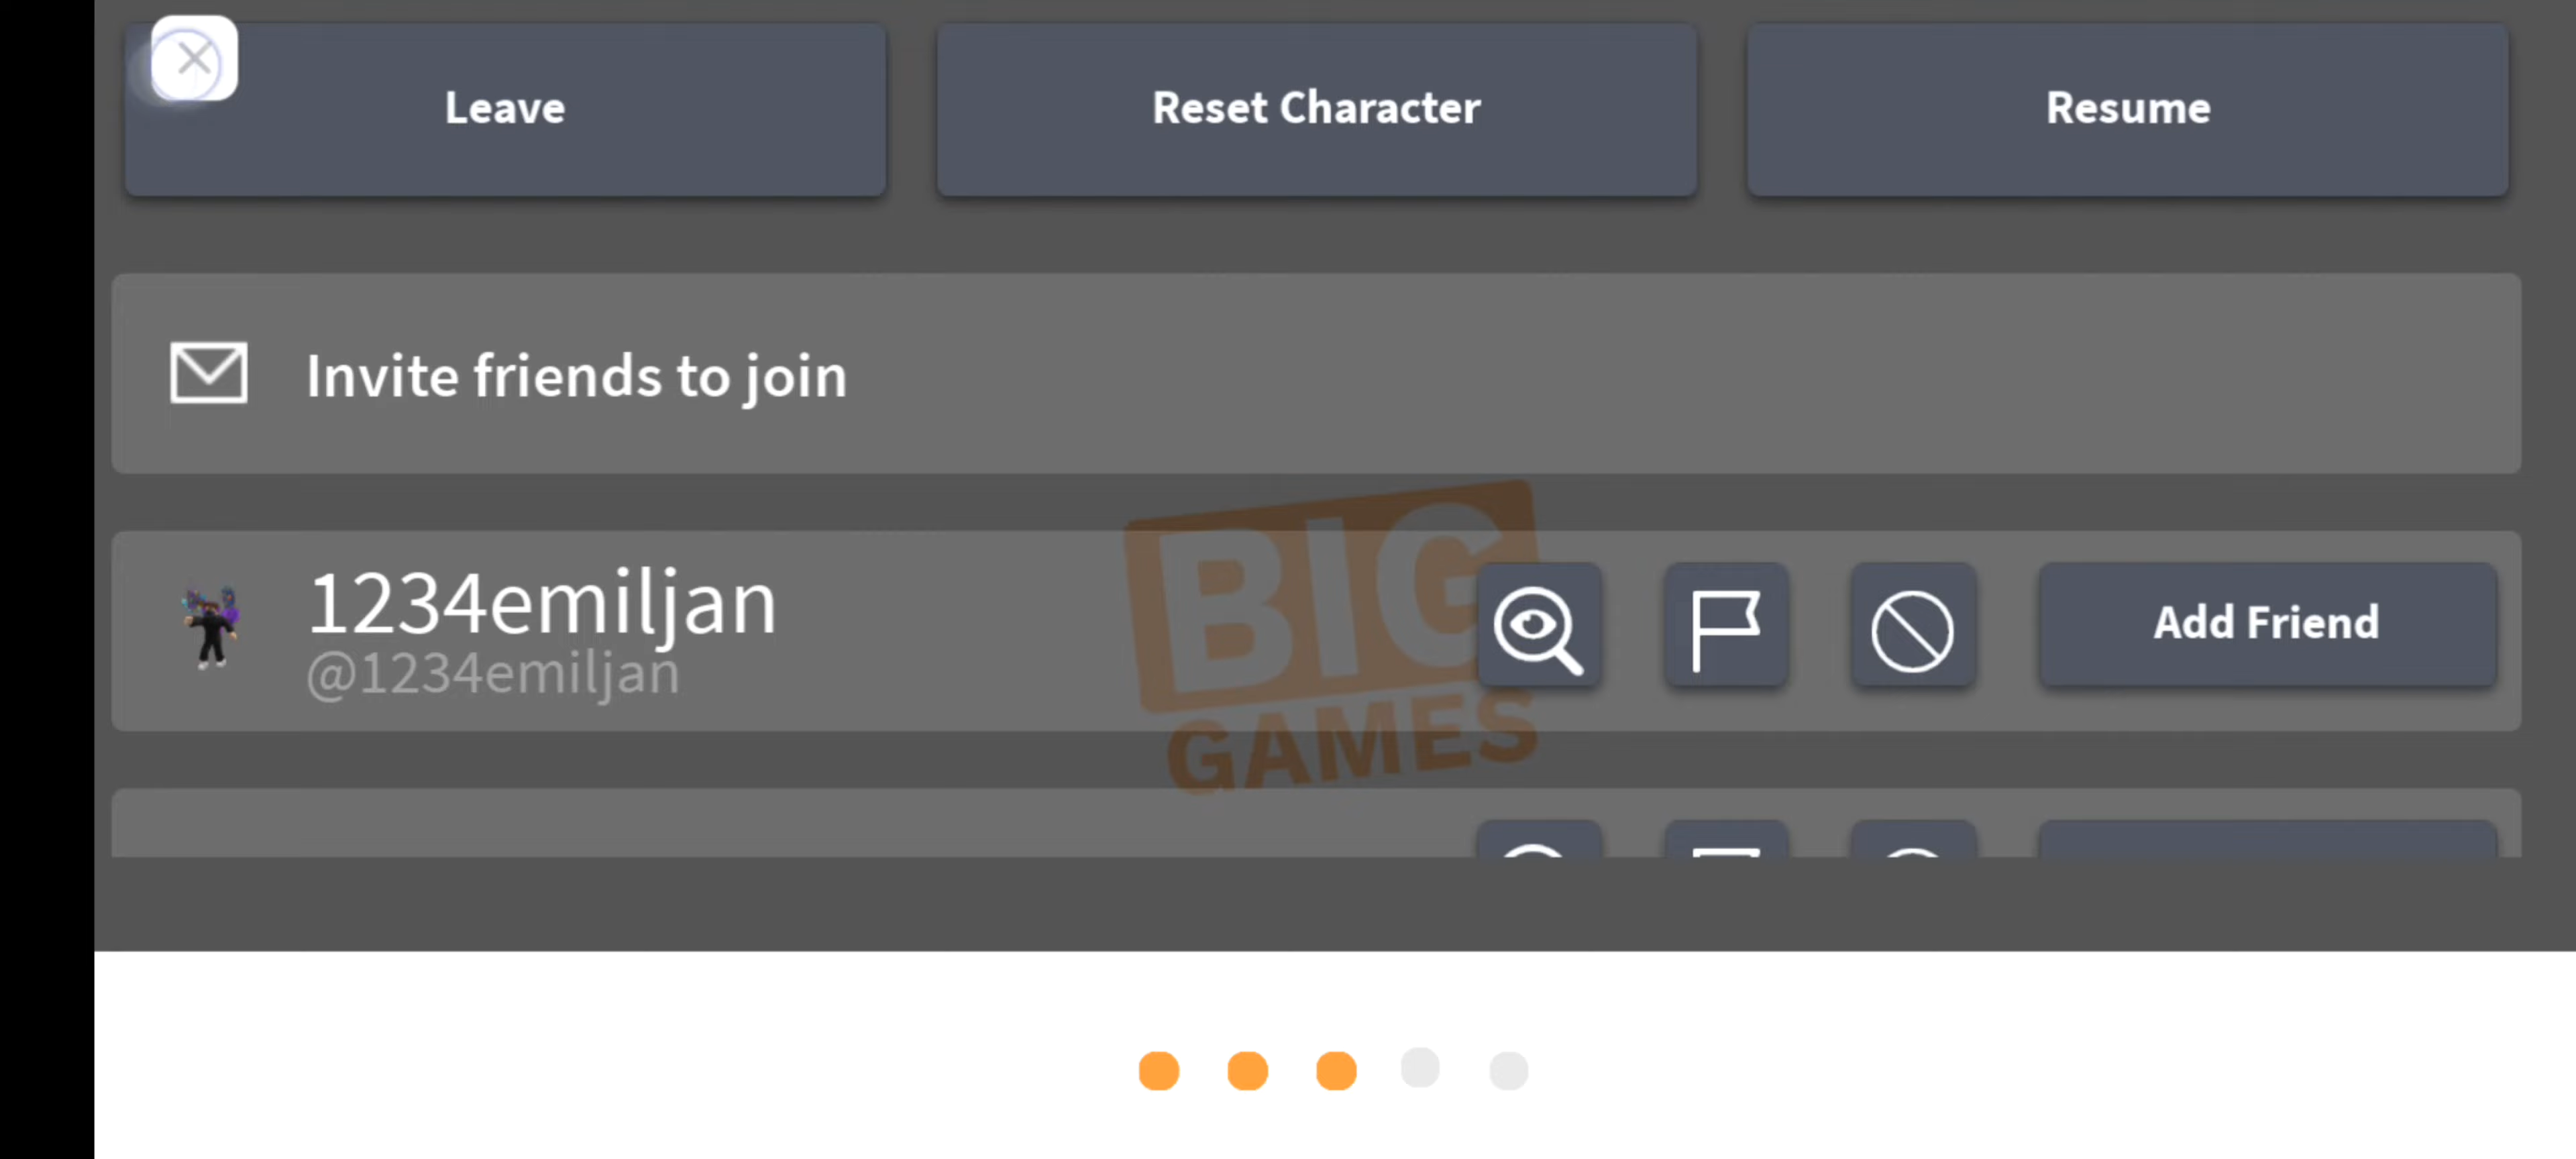 Leave
Reset Character
Resume
Invite friends to join
1234emiljan
@1234emiljan
Add Friend
BIG
GAMES